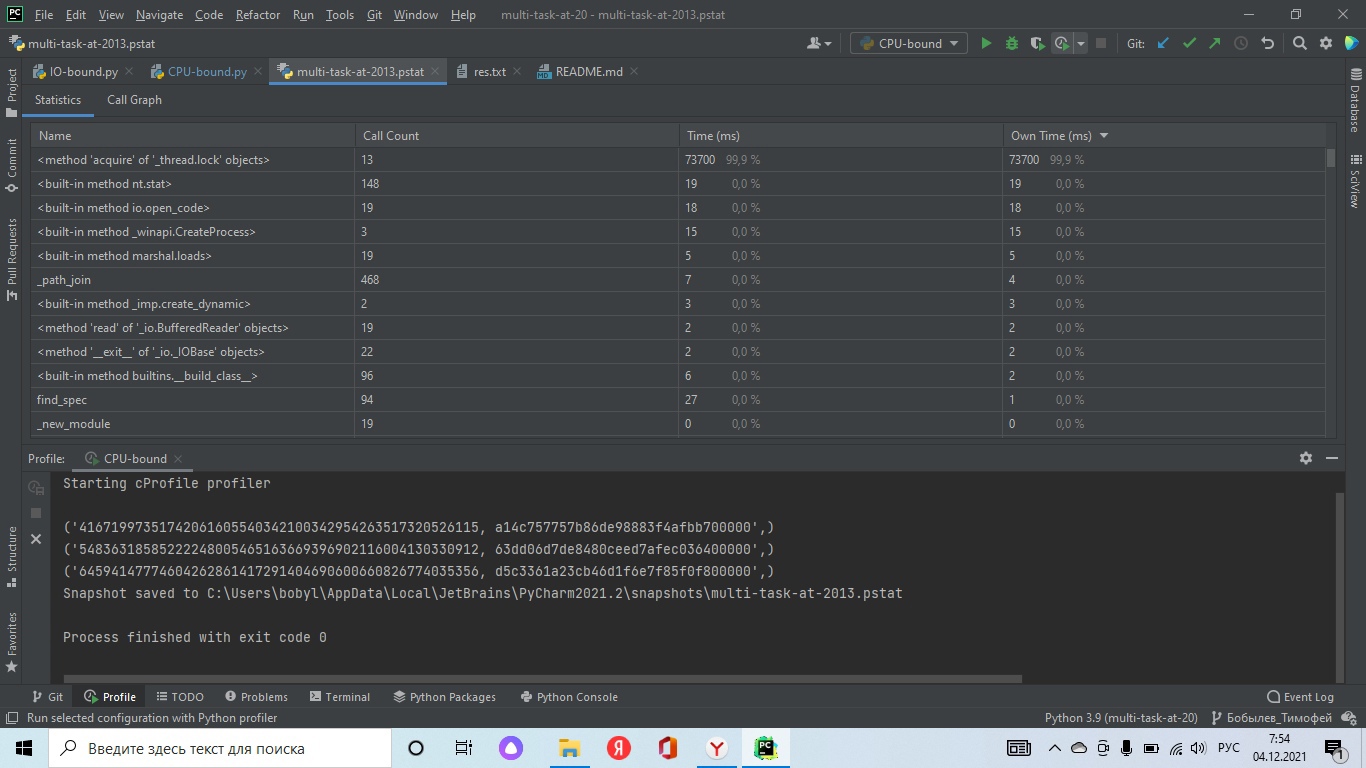 PC File Edit View Navigate Code Refactor Run Tools Git Window Help multi-task-at-20 - multi-task-at-2013.pstat
multi-task-at-2013.pstat CPU-bound Git:
IO-bound.py CPU-bound.py multi-task-at-2013.pstat res.txt README.md
Statistics Call Graph
Name Call Count Time (ms) Own Time (ms)
<method 'acquire' of '_thread.lock' objects> 13 73700 99,9 % 73700 99,9 %
<built-in method nt.stat> 148 19 0,0 % 19 0,0 %
<built-in method io.open_code> 19 18 0,0 % 18 0,0 %
<built-in method _winapi.CreateProcess> 3 15 0,0 % 15 0,0 %
<built-in method marshal.loads> 19 5 0,0 % 5 0,0 %
_path_join 468 7 0,0 % 4 0,0 %
<built-in method _imp.create_dynamic> 2 3 0,0 % 3 0,0 %
<method 'read' of '_io.BufferedReader' objects> 19 2 0,0 % 2 0,0 %
<method '__exit__' of '_io._IOBase' objects> 22 2 0,0 % 2 0,0 %
<built-in method builtins.__build_class__> 96 6 0,0 % 2 0,0 %
find_spec 94 27 0,0 % 1 0,0 %
_new_module 19 0 0,0 % 0 0,0 %
Profile: CPU-bound
Starting cProfile profiler
('41671997351742061605540342100342954263517320526115, a14c757757b86de98883f4afbb700000',)
('54836318585222248005465163669396902116004130330912, 63dd06d7de8480ceed7afec036400000',)
('64594147774604262861417291404690600660826774035356, d5c3361a23cb46d1f6e7f85f0f800000',)
Snapshot saved to C:\Users\bobyl\AppData\Local\JetBrains\PyCharm2021.2\snapshots\multi-task-at-2013.pstat
Process finished with exit code 0
Project
Commit
Pull Requests
Structure
Favorites
Database
SciView
Git Profile TODO Problems Terminal Python Packages Python Console Event Log
Run selected configuration with Python profiler Python 3.9 (multi-task-at-20) Бобылев_Тимофей
Введите здесь текст для поиска Я Y PC РУС 7:54
04.12.2021 1